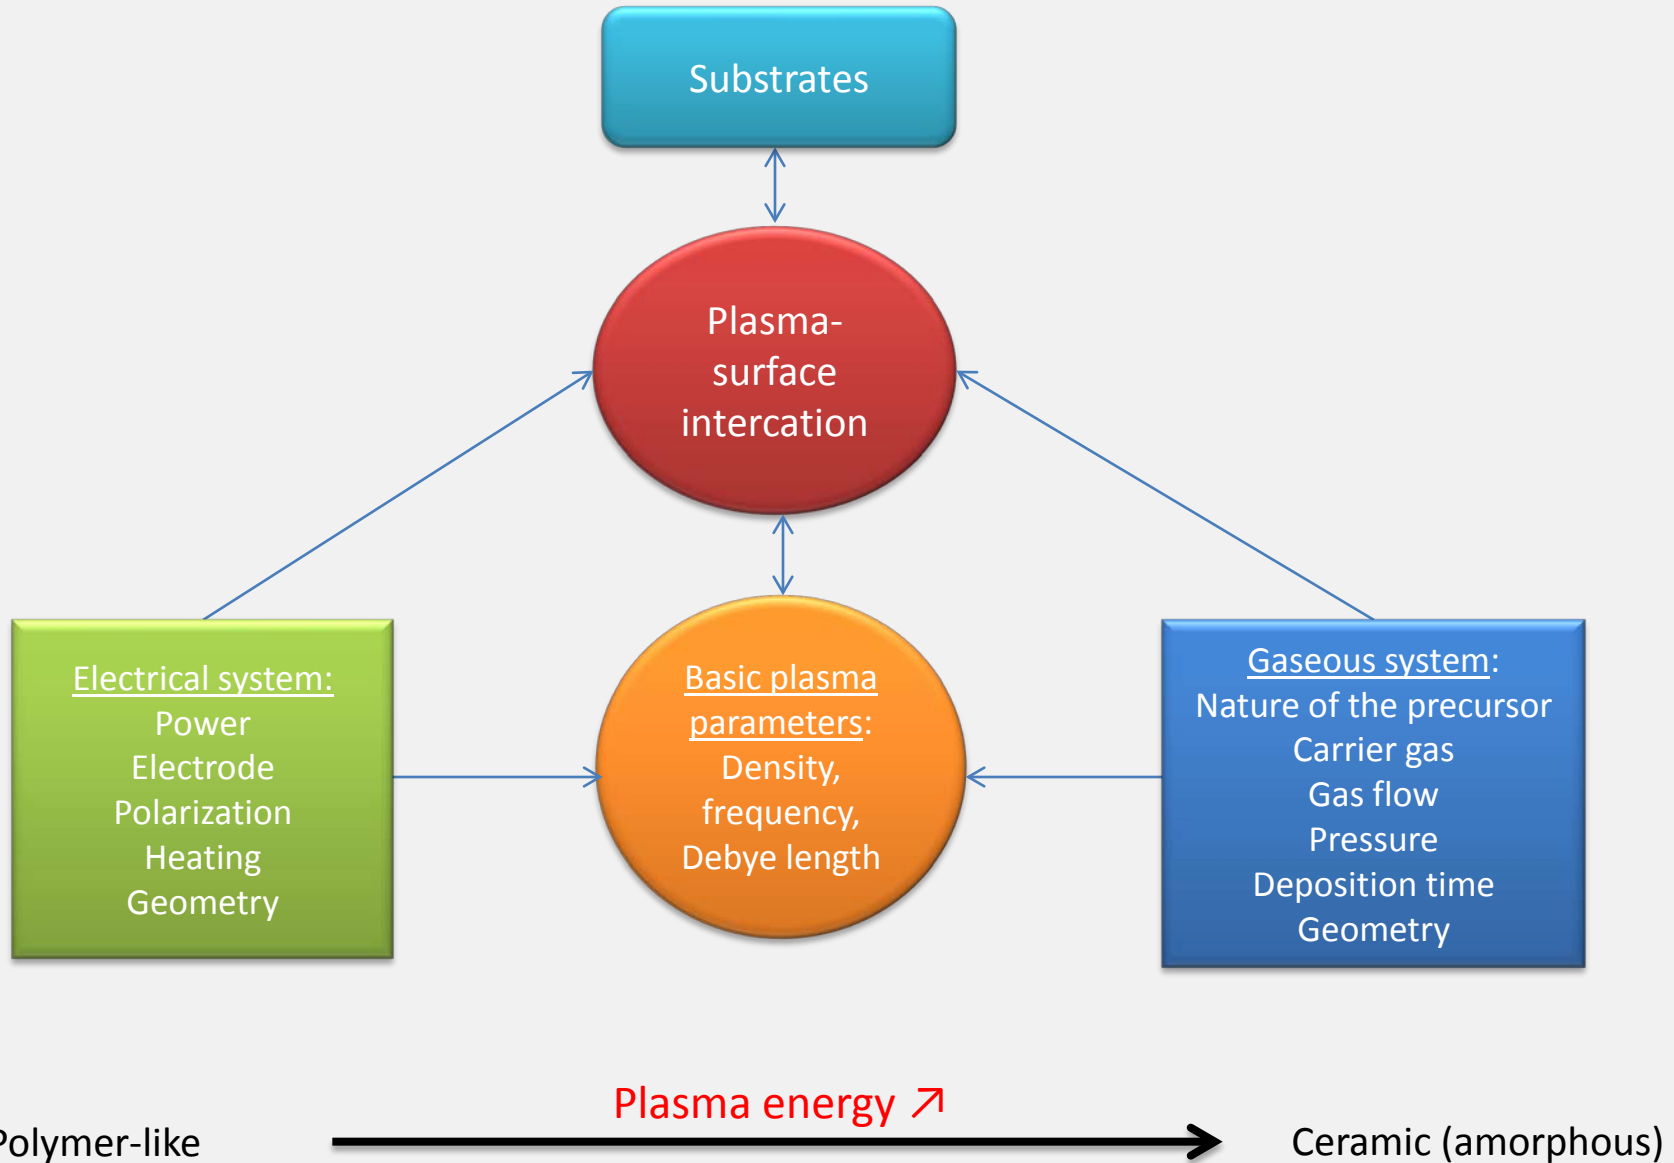 Substrates
Plasma-
surface
intercation
Electrical system:
Power
Electrode
Polarization
Heating
Geometry
Basic plasma
parameters:
Density,
frequency,
Debye length
Gaseous system:
Nature of the precursor
Carrier gas
Gas flow
Pressure
Deposition time
Geometry
Plasma energy ↗
Polymer-like
Ceramic (amorphous)